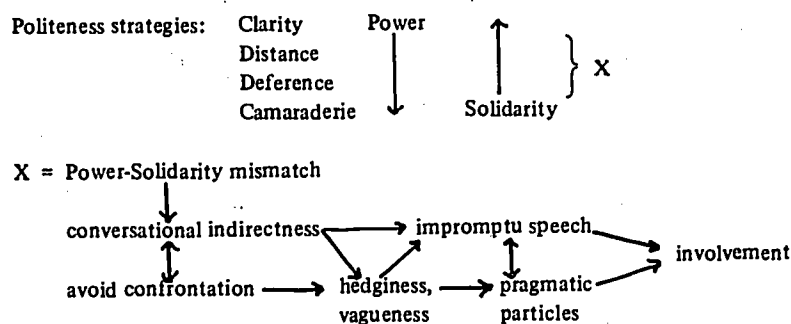 Politeness strategies: Clarity Power
Distance
Deference X
Camaraderie Solidarity
X = Power-Solidarity mismatch
conversational indirectness impromptu speech
involvement
avoid confrontation hedginess, pragmatic
vagueness particles